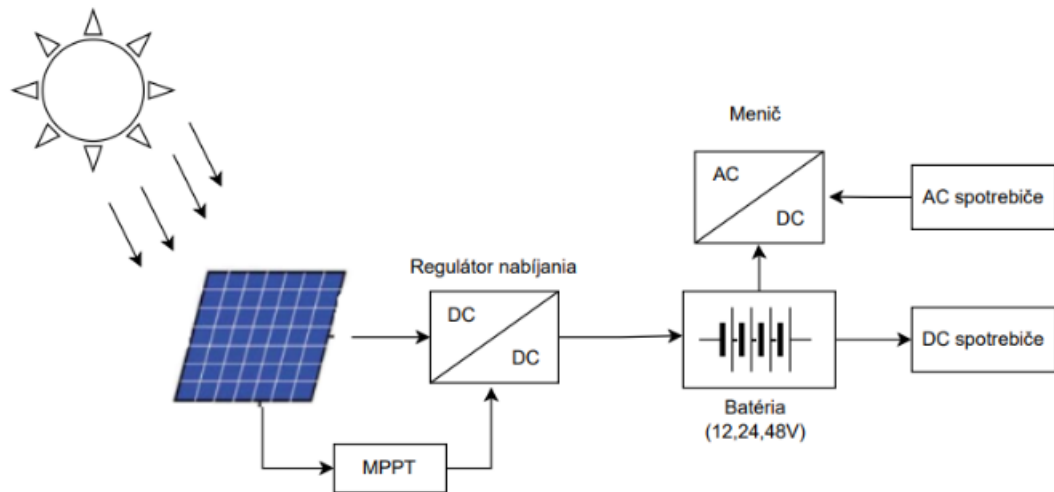 Menič
AC
DC
AC spotrebiče
Regulátor nabíjania
DC
DC
DC spotrebiče
Batéria
(12,24,48V)
MPPT